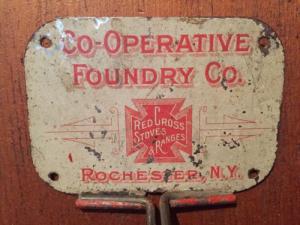 CO-OPERATIVE
FOUNDRY CO.
RED CROSS
STOVES
& RANGES
ROCHESTER, N.Y.